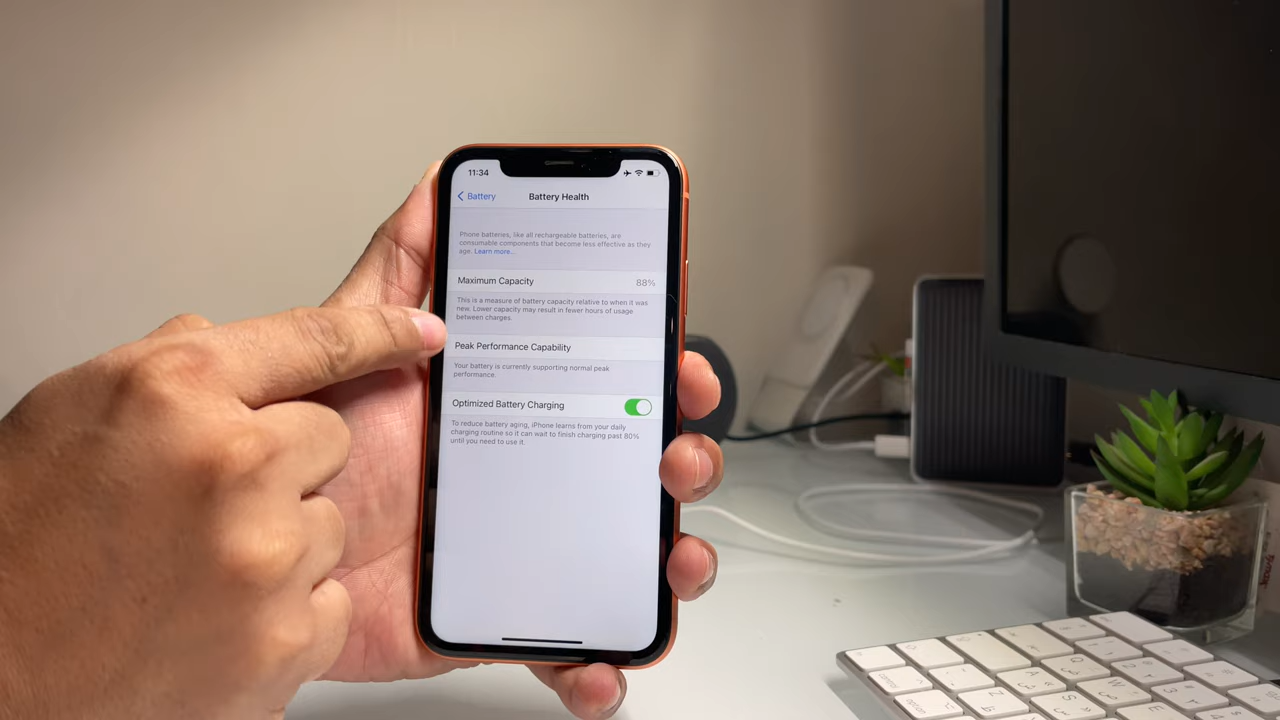 11:34
Battery
Battery Health
Phone batteries, like all rechargeable batteries, are
consumable components that become less effective as they
age. Learn more...
Maximum Capacity 88%
This is a measure of battery capacity relative to when it was
new. Lower capacity may result in fewer hours of usage
between charges.
Peak Performance Capability
Your battery is currently supporting normal peak
performance.
Optimized Battery Charging
To reduce battery aging, iPhone learns from your daily
charging routine so it can wait to finish charging past 80%
until you need to use it.